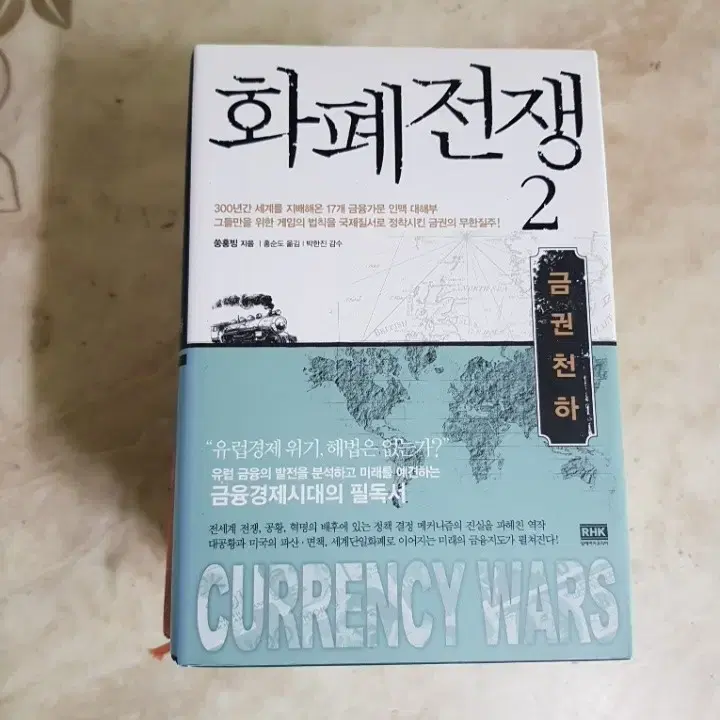 화폐전쟁
2
300년간 세계를 지배해온 17개 금융가문 인맥 대해부
그들만을 위한 게임의 법칙을 국제질서로 정착시킨 금권의 무한질주!
쑹훙빙 지음 | 홍순도 옮김 | 박한진 감수
금권천하
“유럽경제 위기, 해법은 없는가?”
유럽 금융의 발전을 분석하고 미래를 예견하는
금융경제시대의 필독서
전세계 전쟁, 공황, 혁명의 배후에 있는 정책 결정 메커니즘의 진실을 파헤친 역작
대공황과 미국의 파산·면책, 세계단일화폐로 이어지는 미래의 금융지도가 펼쳐진다!
RHK
CURRENCY WARS